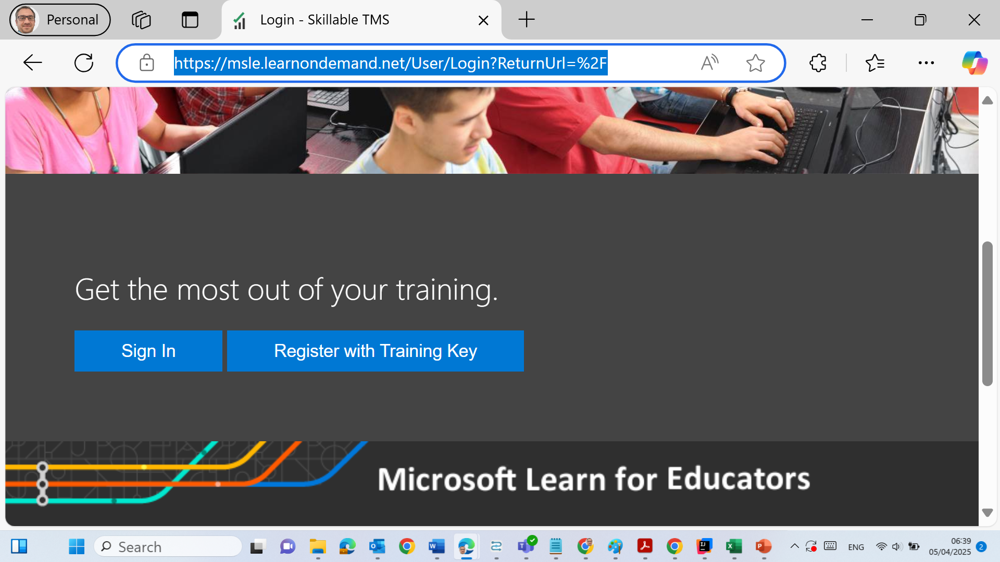 Personal
Login - Skillable TMS
https://msle.learnondemand.net/User/Login?ReturnUrl=%2F
Get the most out of your training.
Sign In
Register with Training Key
Microsoft Learn for Educators
Search
ENG
06:39
05/04/2025
2